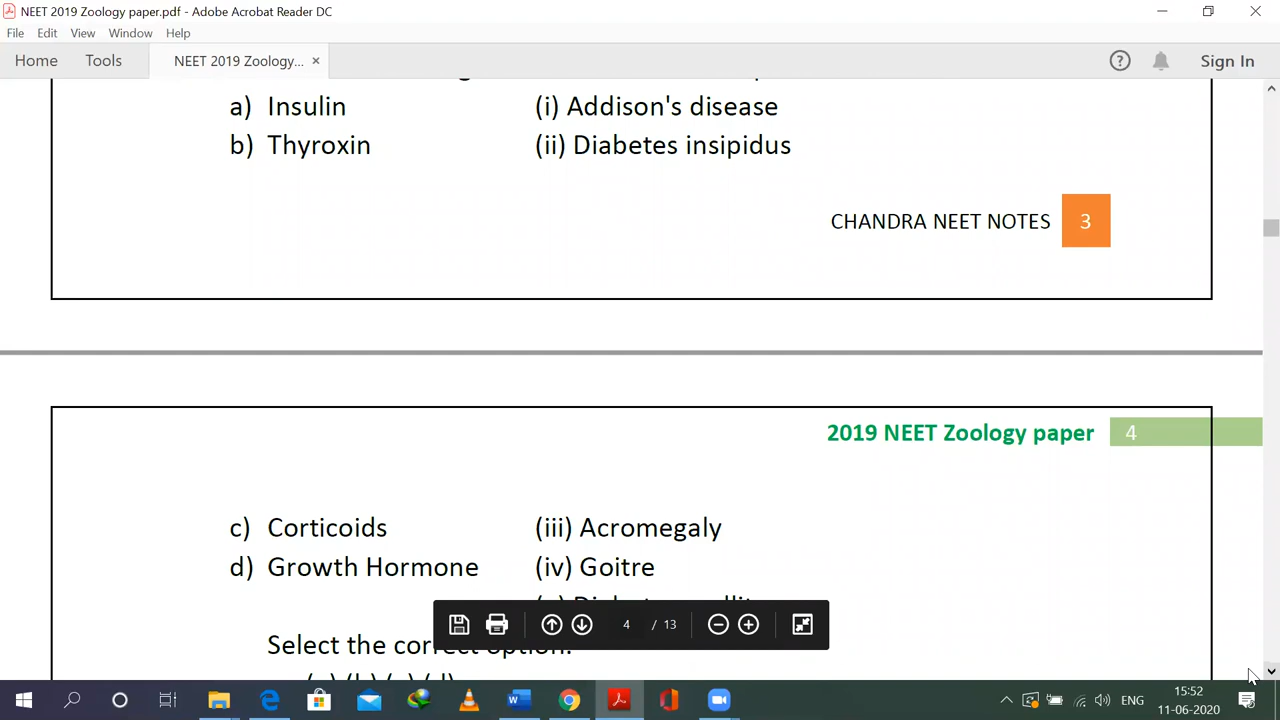 NEET 2019 Zoology paper.pdf - Adobe Acrobat Reader DC
File Edit View Window Help
Home Tools NEET 2019 Zoology... × Sign In
a) Insulin (i) Addison's disease
b) Thyroxin (ii) Diabetes insipidus
CHANDRA NEET NOTES 3
2019 NEET Zoology paper 4
c) Corticoids (iii) Acromegaly
d) Growth Hormone (iv) Goitre
4 / 13
Select the correct option.
(a) (b) (c) (d)
ENG
15:52
11-06-2020